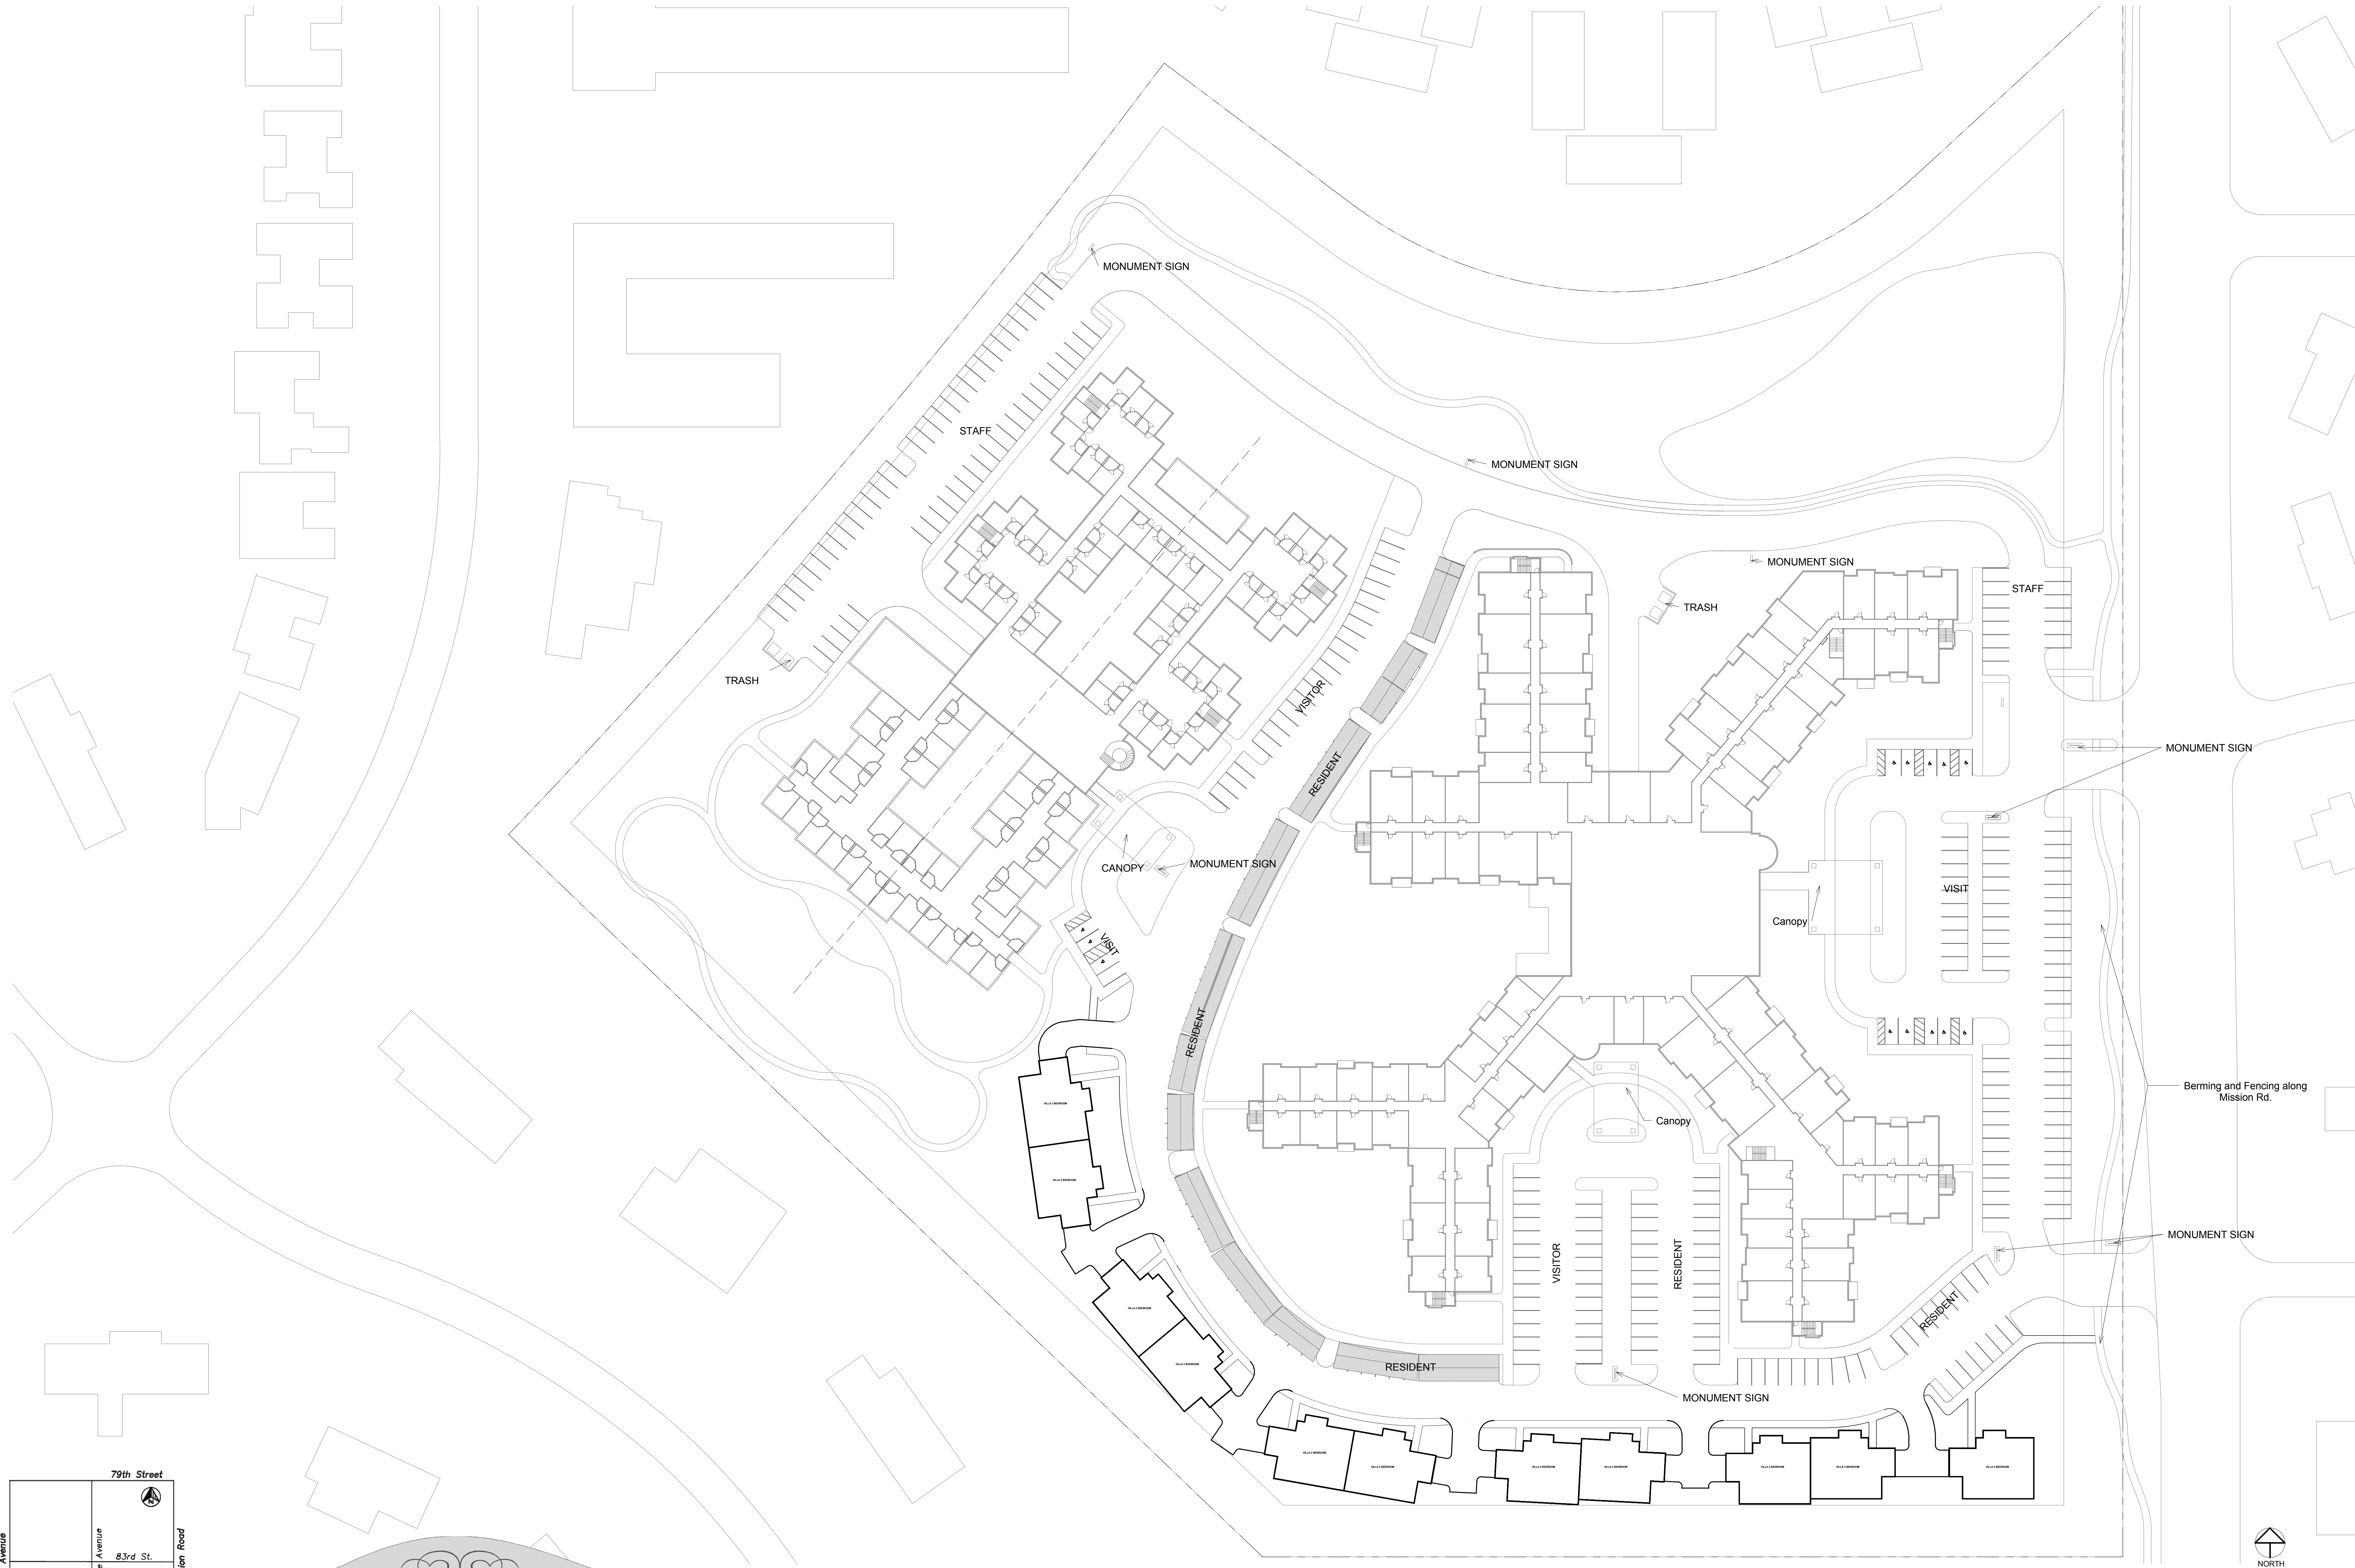 MONUMENT SIGN
STAFF
MONUMENT SIGN
MONUMENT SIGN
STAFF
TRASH
TRASH
VISITOR
MONUMENT SIGN
RESIDENT
CANOPY
MONUMENT SIGN
VISIT
Canopy
VISIT
RESIDENT
Berming and Fencing along
Mission Rd.
Canopy
MONUMENT SIGN
VISITOR
RESIDENT
RESIDENT
RESIDENT
MONUMENT SIGN
79th Street
N
Avenue
Avenue
83rd St.
Road
NORTH